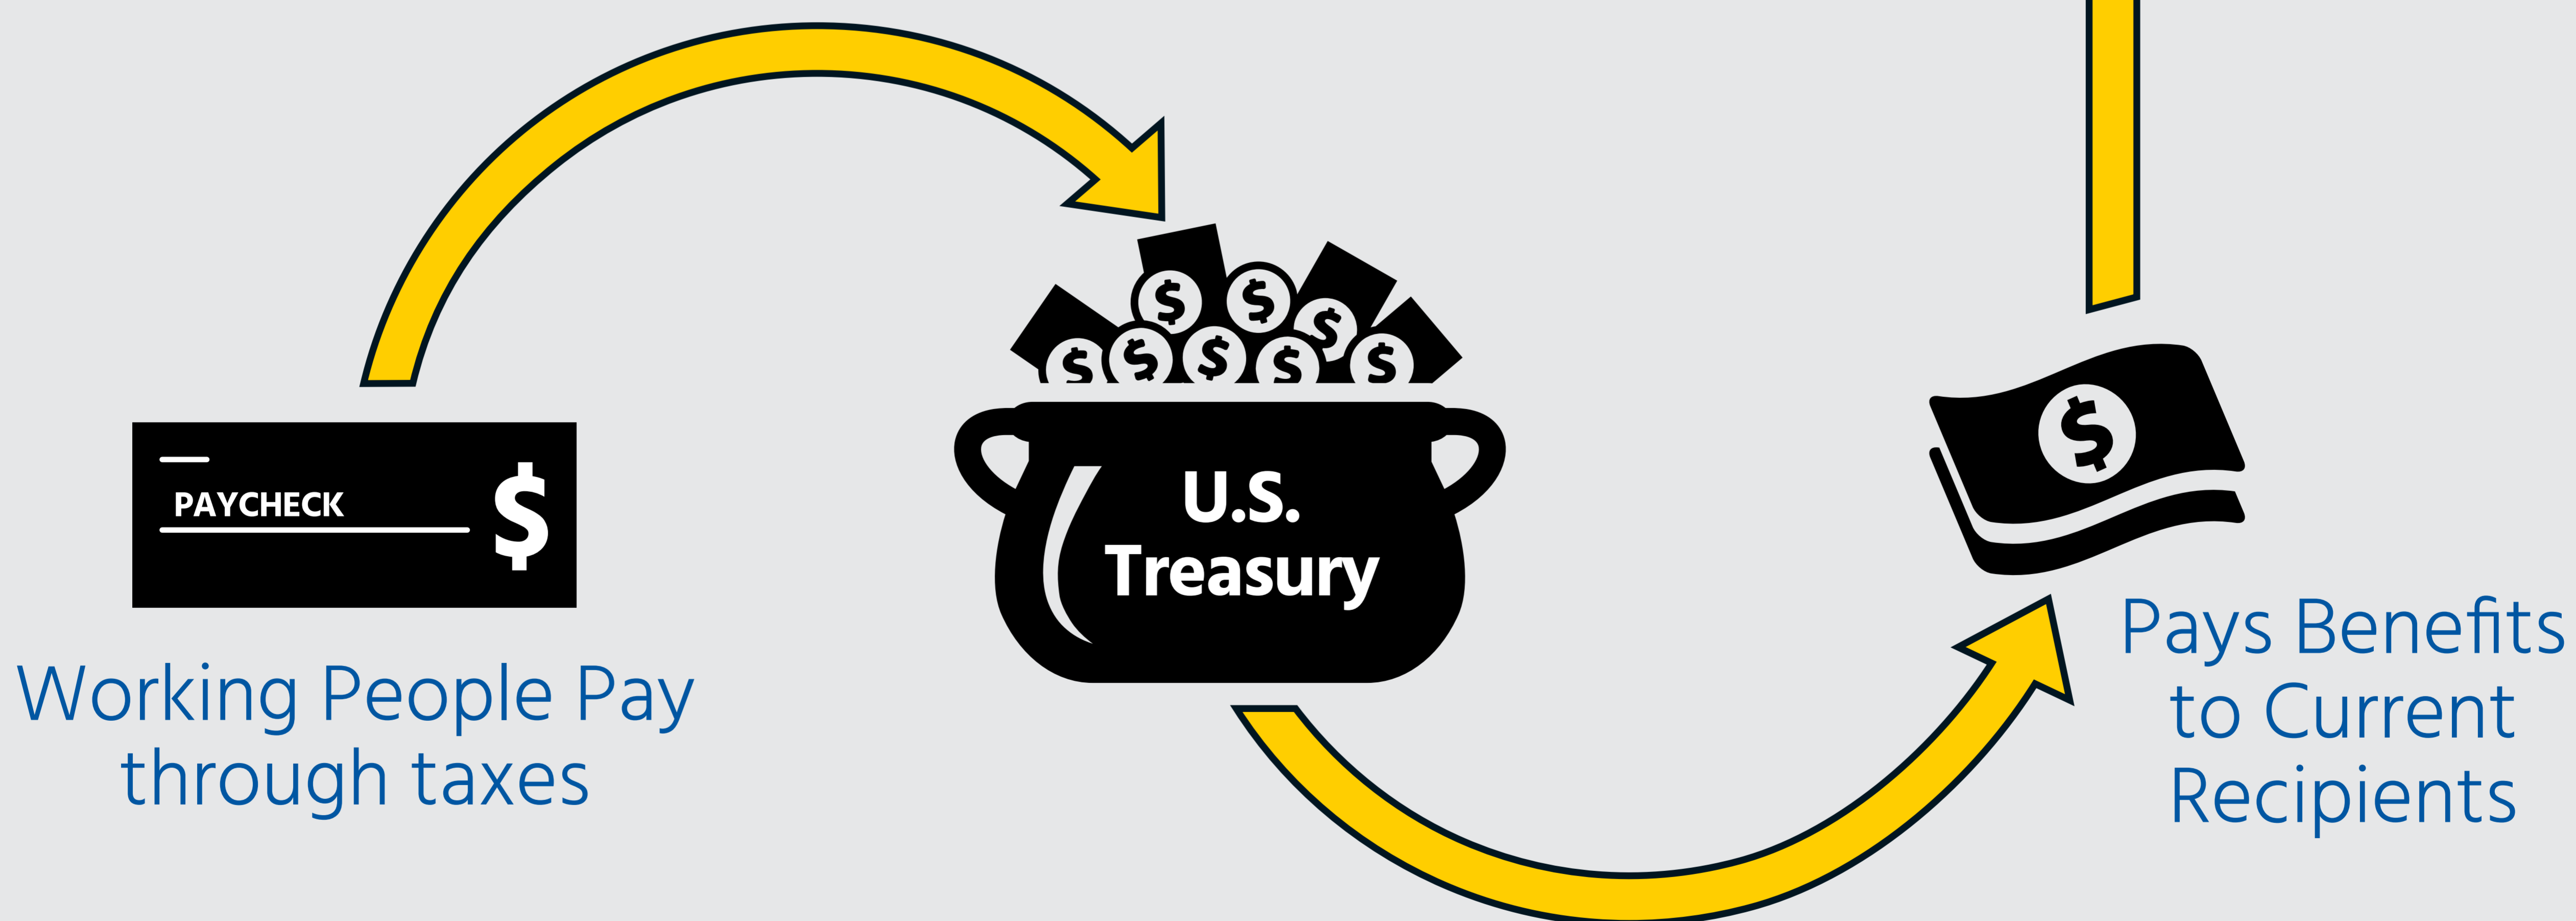 PAYCHECK
$
Working People Pay
through taxes
$ $ $
$ $ $ $ $
U.S.
Treasury
$
Pays Benefits
to Current
Recipients